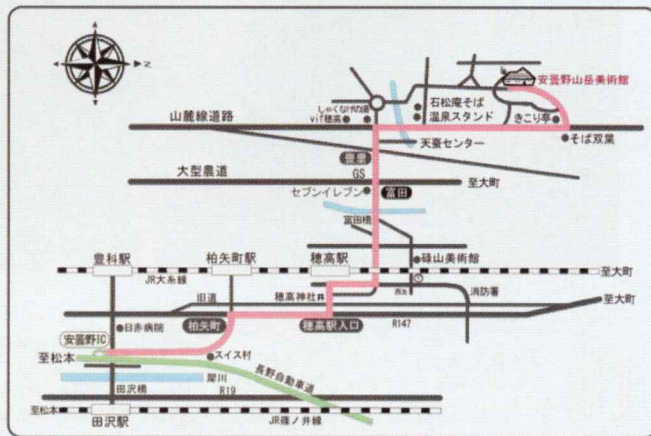 N
安曇野山岳美術館
しゃくなげの湯
vif穂高
石松庵そば
温泉スタンド
きこり亭
山麓線道路
天蚕センター
そば双葉
豊里
大型農道
GS
セブンイレブン
富田
至大町
富田橋
碌山美術館
豊科駅
柏矢町駅
穂高駅
至大町
JR大糸線
旧道
穂高神社
西友
消防署
至大町
日赤病院
柏矢町
穂高駅入口
R147
安曇野IC
至松本
スイス村
長野自動車道
犀川
田沢橋
R19
至松本
田沢駅
JR篠ノ井線